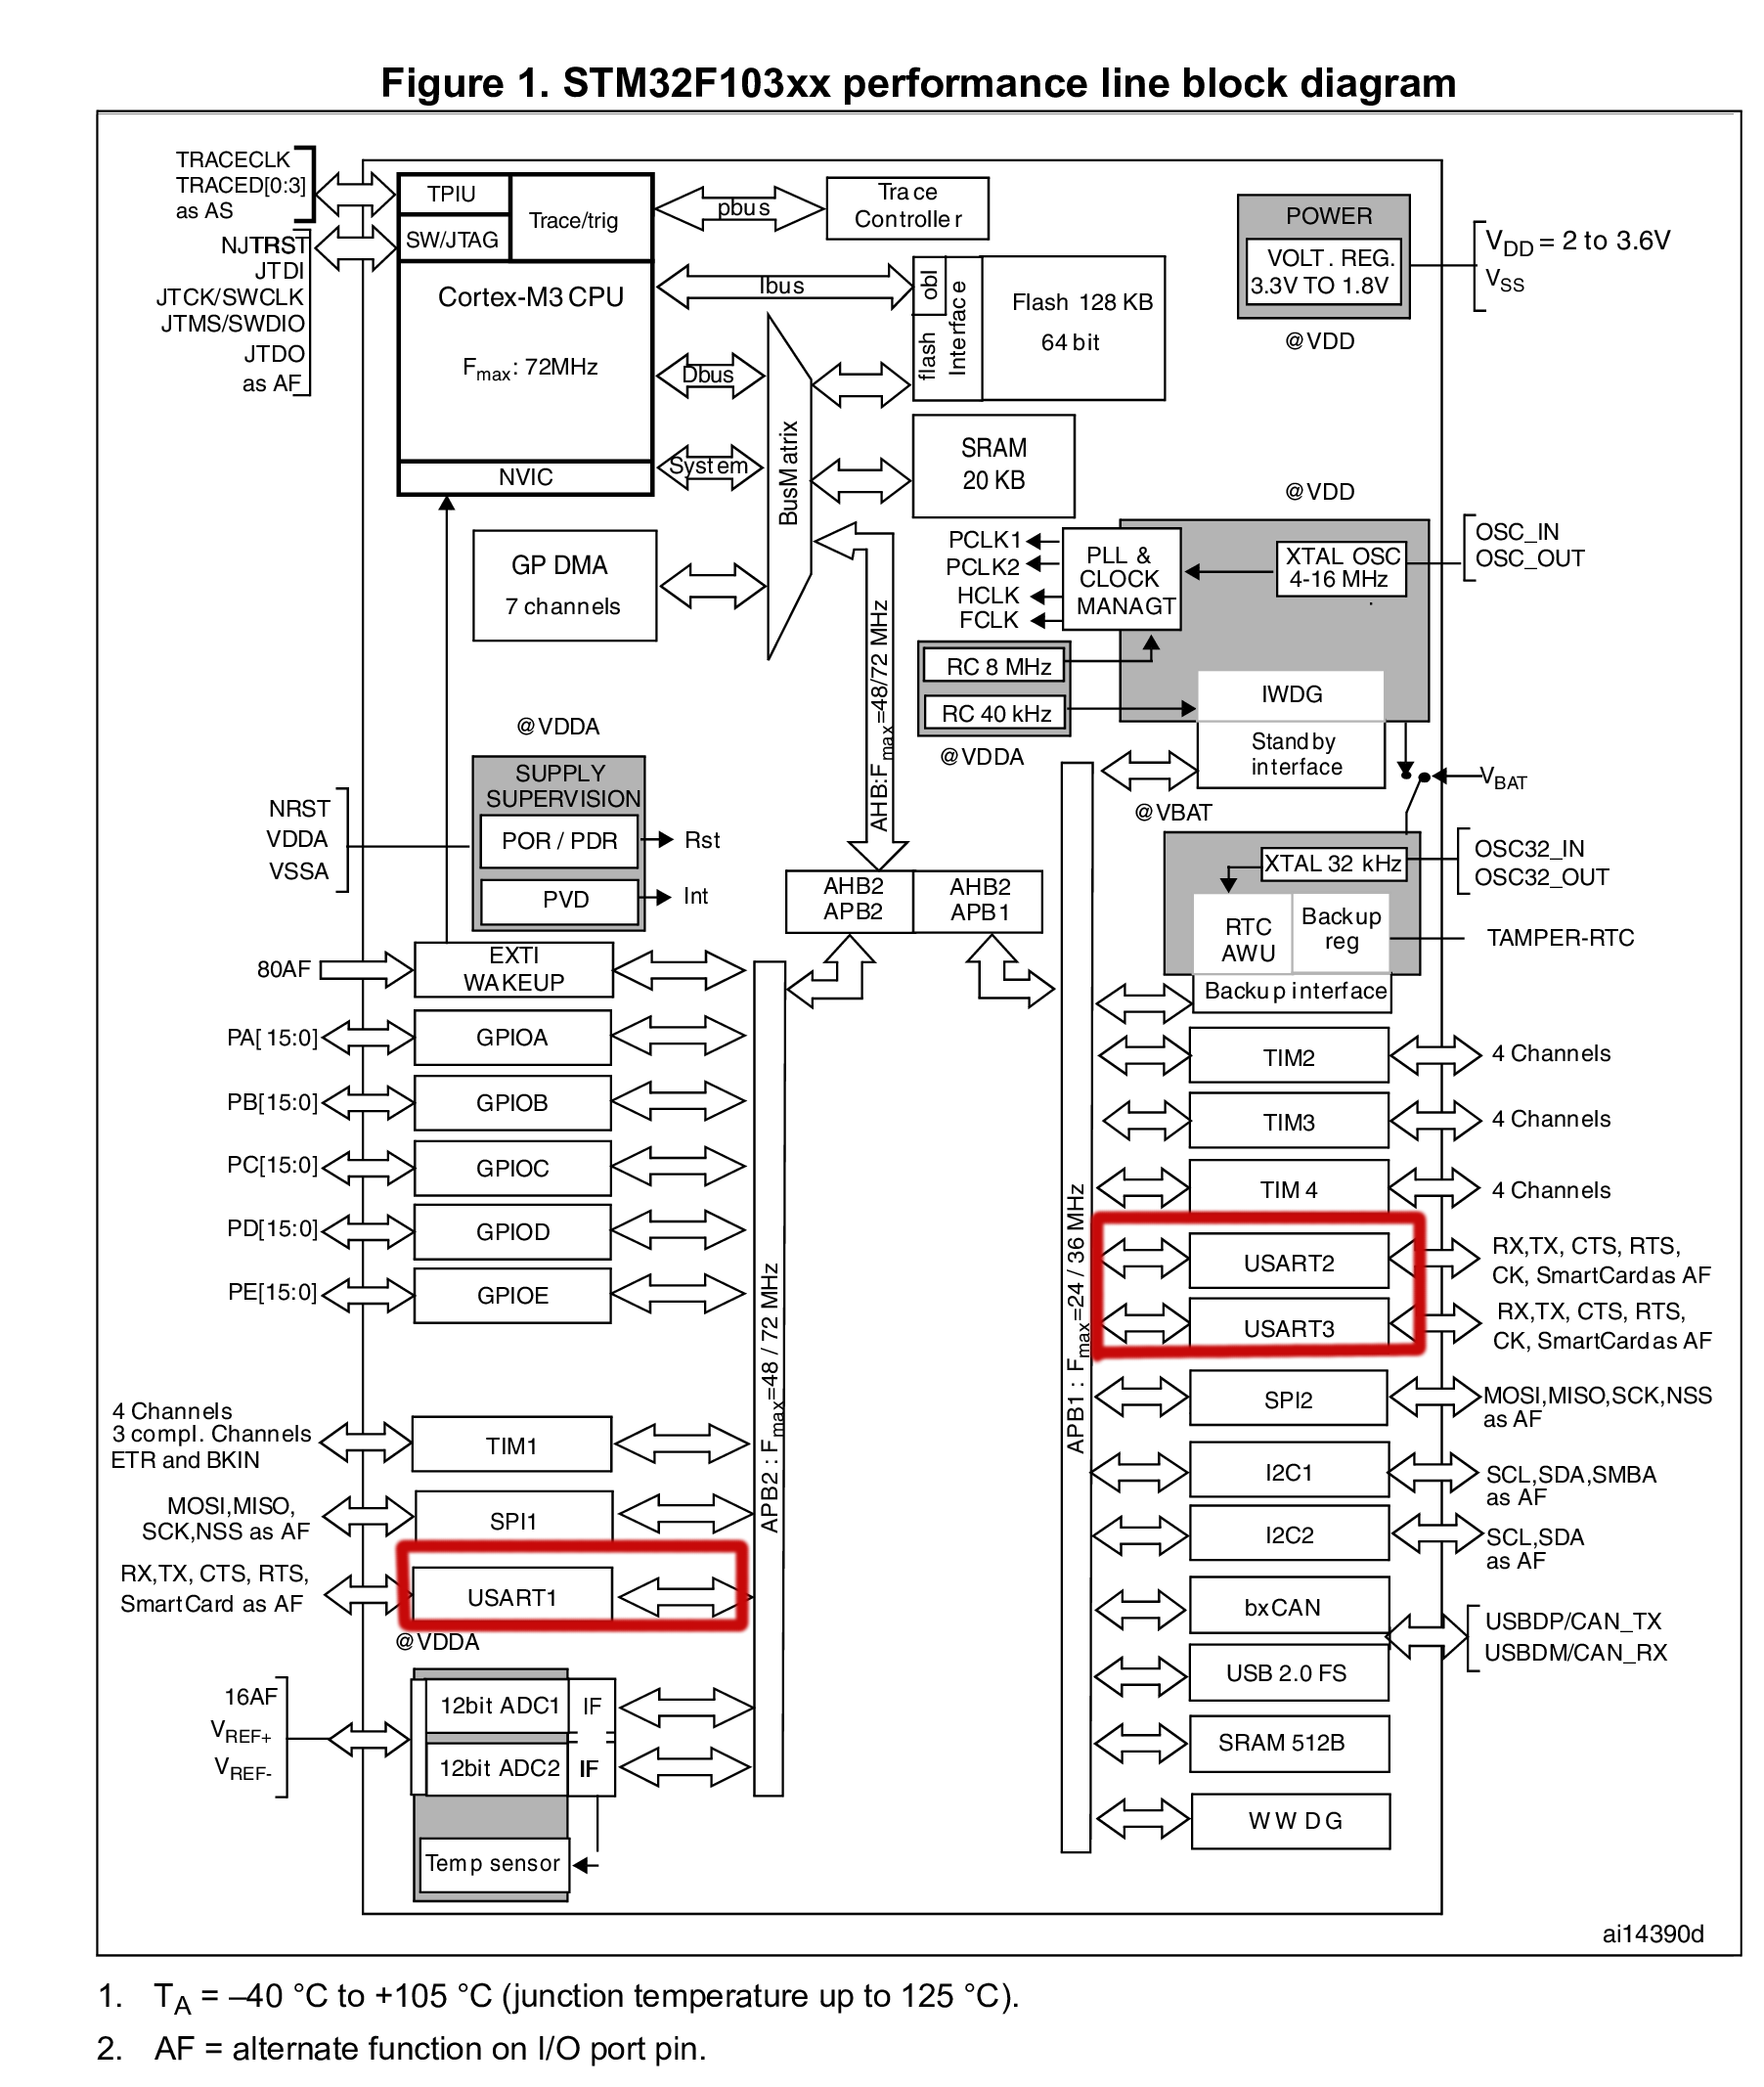 Figure 1. STM32F103xx performance line block diagram
TRACECLK
TRACED[0:3]
as AS
NJTRST
JTDI
JTCK/SWCLK
JTMS/SWDIO
JTDO
as AF
TPIU
SW/JTAG
Trace/trig
Cortex-M3 CPU
Fmax: 72MHz
NVIC
pbus
Trace
Controller
Ibus
Dbus
System
BusMatrix
obl
flash
Interface
Flash 128 KB
64 bit
SRAM
20 KB
POWER
VOLT. REG.
3.3V TO 1.8V
@VDD
VDD = 2 to 3.6V
VSS
GP DMA
7 channels
AHB:Fmax=48/72 MHz
PCLK1
PCLK2
HCLK
FCLK
PLL &
CLOCK
MANAGT
@VDD
XTAL OSC
4-16 MHz
OSC_IN
OSC_OUT
RC 8 MHz
RC 40 kHz
@VDDA
IWDG
Standby
interface
VBAT
@VBAT
XTAL 32 kHz
OSC32_IN
OSC32_OUT
RTC
AWU
Backup
reg
TAMPER-RTC
Backup interface
@VDDA
SUPPLY
SUPERVISION
NRST
VDDA
VSSA
POR / PDR
Rst
PVD
Int
AHB2
APB2
AHB2
APB1
80AF
EXTI
WAKEUP
PA[15:0]
GPIOA
PB[15:0]
GPIOB
PC[15:0]
GPIOC
PD[15:0]
GPIOD
PE[15:0]
GPIOE
4 Channels
3 compl. Channels
ETR and BKIN
TIM1
MOSI,MISO,
SCK,NSS as AF
SPI1
RX,TX, CTS, RTS,
SmartCard as AF
USART1
@VDDA
16AF
VREF+
VREF-
12bit ADC1
IF
12bit ADC2
IF
Temp sensor
APB2 : Fmax=48 / 72 MHz
APB1 : Fmax=24 / 36 MHz
TIM2
4 Channels
TIM3
4 Channels
TIM 4
4 Channels
USART2
RX,TX, CTS, RTS,
CK, SmartCard as AF
USART3
RX,TX, CTS, RTS,
CK, SmartCard as AF
SPI2
MOSI,MISO,SCK,NSS
as AF
I2C1
SCL,SDA,SMBA
as AF
I2C2
SCL,SDA
as AF
bxCAN
USBDP/CAN_TX
USBDM/CAN_RX
USB 2.0 FS
SRAM 512B
WWDG
ai14390d
1. TA = –40 °C to +105 °C (junction temperature up to 125 °C).
2. AF = alternate function on I/O port pin.